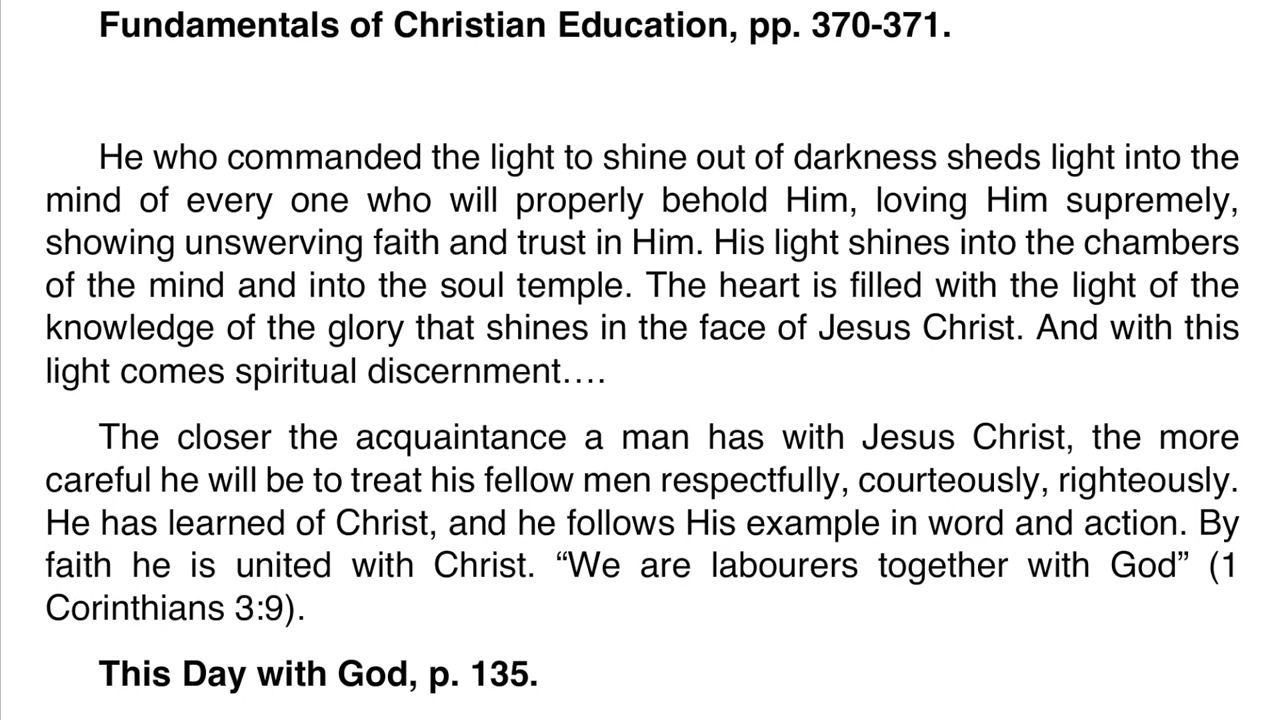 Fundamentals of Christian Education, pp. 370-371.
He who commanded the light to shine out of darkness sheds light into the
mind of every one who will properly behold Him, loving Him supremely,
showing unswerving faith and trust in Him. His light shines into the chambers
of the mind and into the soul temple. The heart is filled with the light of the
knowledge of the glory that shines in the face of Jesus Christ. And with this
light comes spiritual discernment….
The closer the acquaintance a man has with Jesus Christ, the more
careful he will be to treat his fellow men respectfully, courteously, righteously.
He has learned of Christ, and he follows His example in word and action. By
faith he is united with Christ. “We are labourers together with God” (1
Corinthians 3:9).
This Day with God, p. 135.